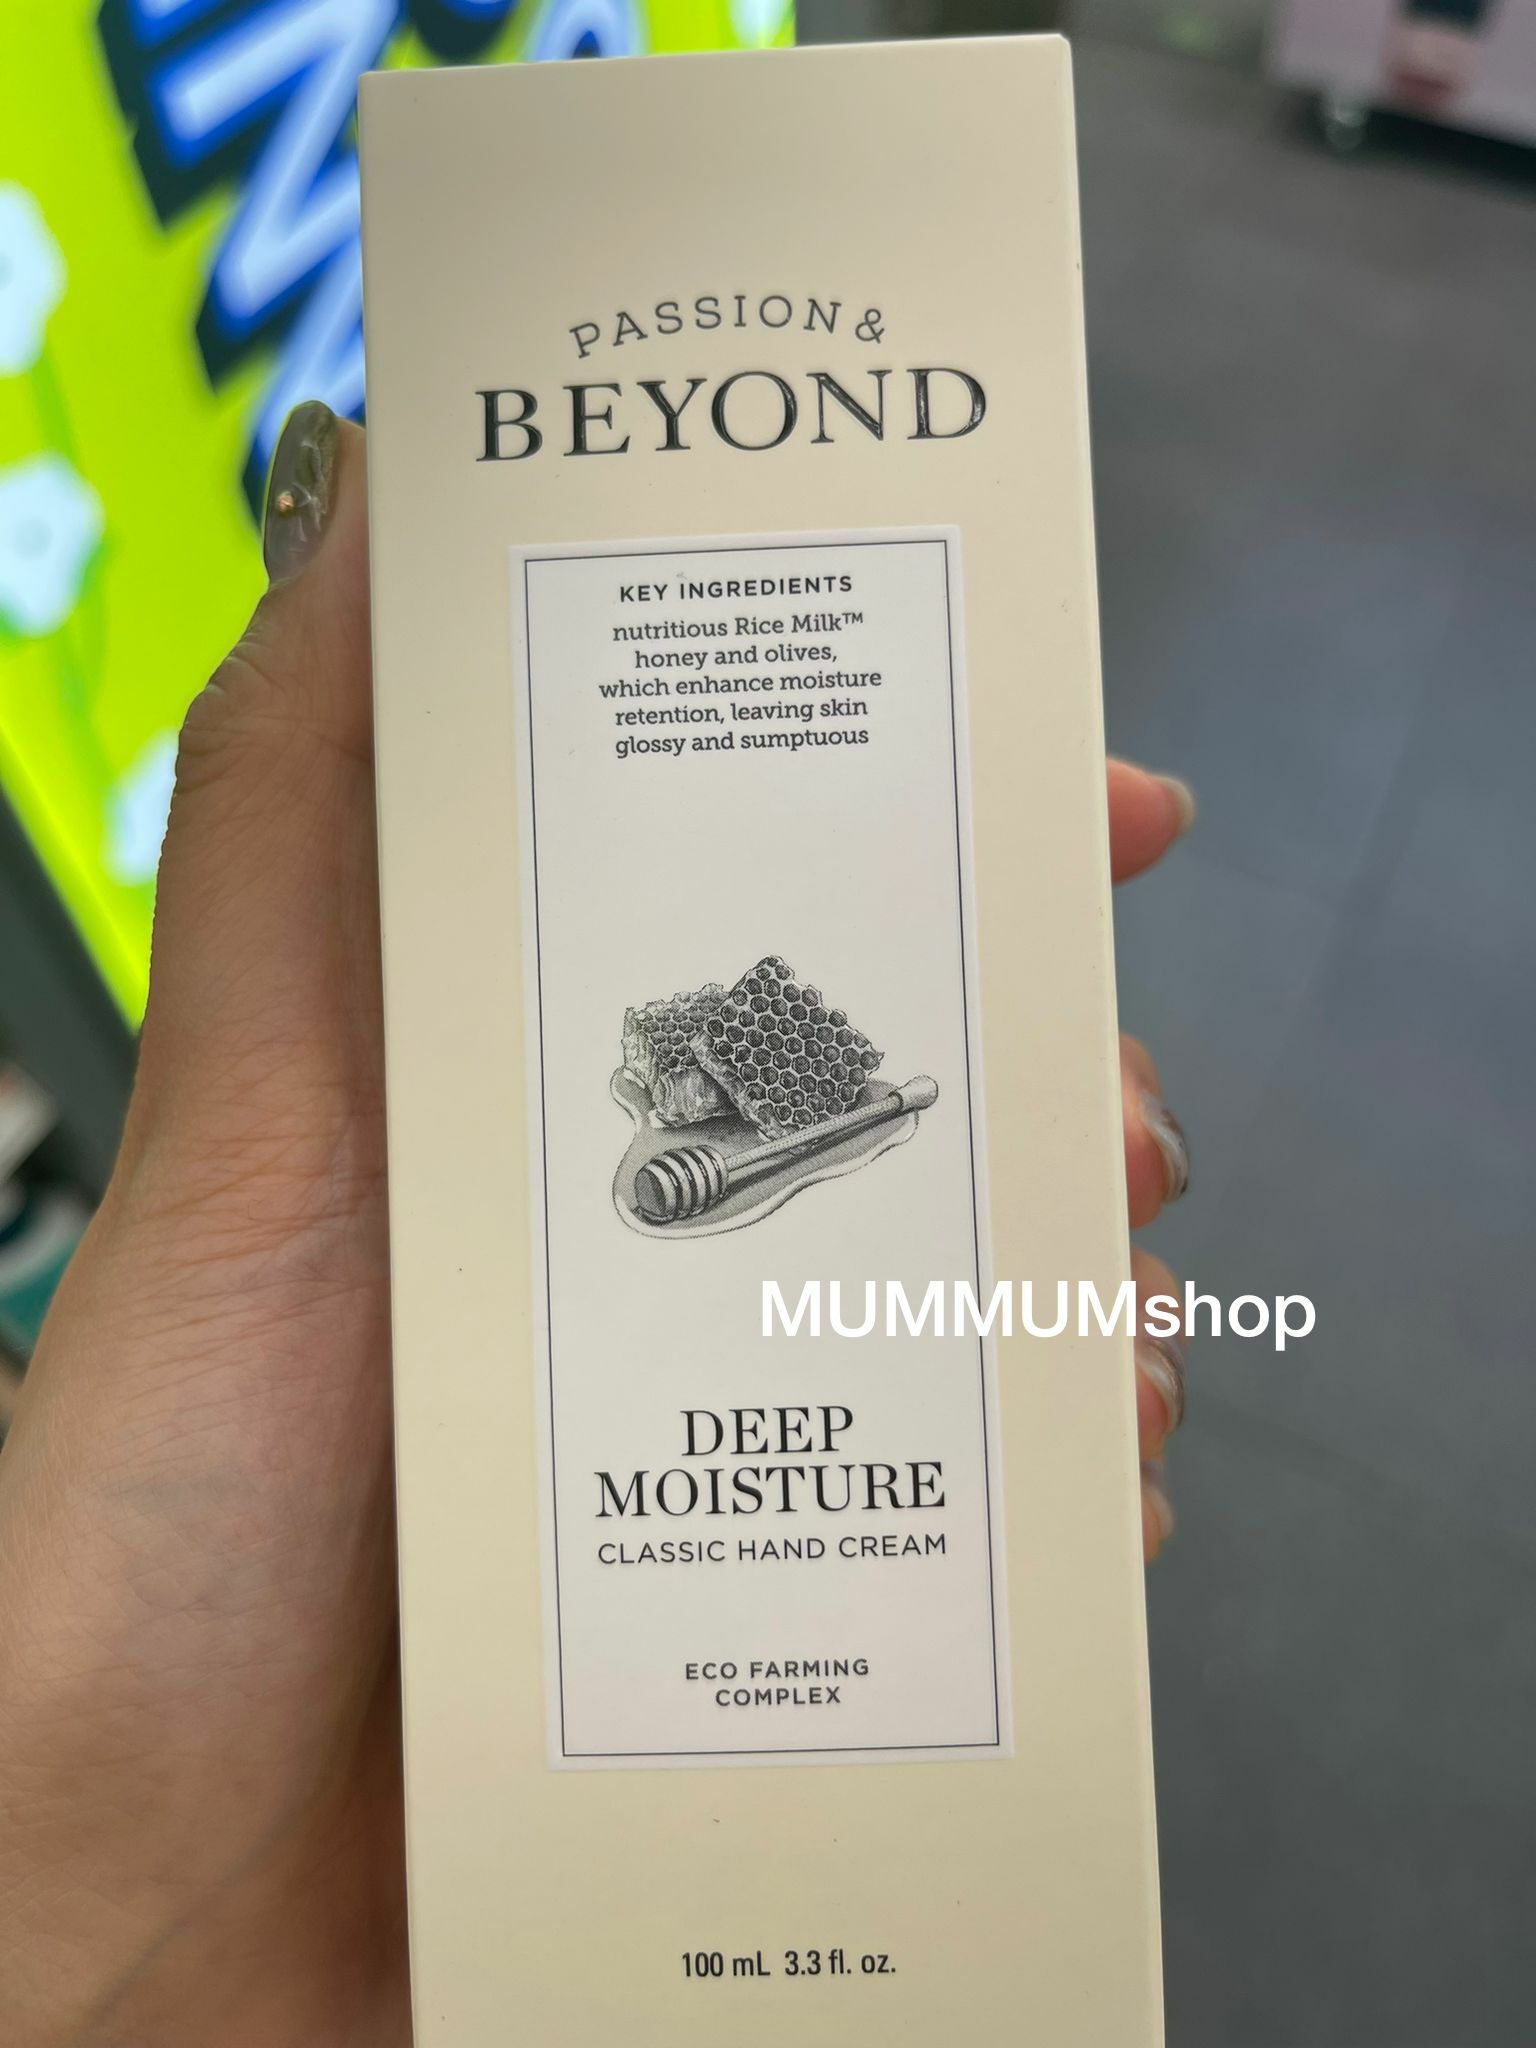 PASSION &
BEYOND
KEY INGREDIENTS
nutritious Rice Milk™
honey and olives,
which enhance moisture
retention, leaving skin
glossy and sumptuous
MUMMUMshop
DEEP
MOISTURE
CLASSIC HAND CREAM
ECO FARMING
COMPLEX
100 mL 3.3 fl. oz.